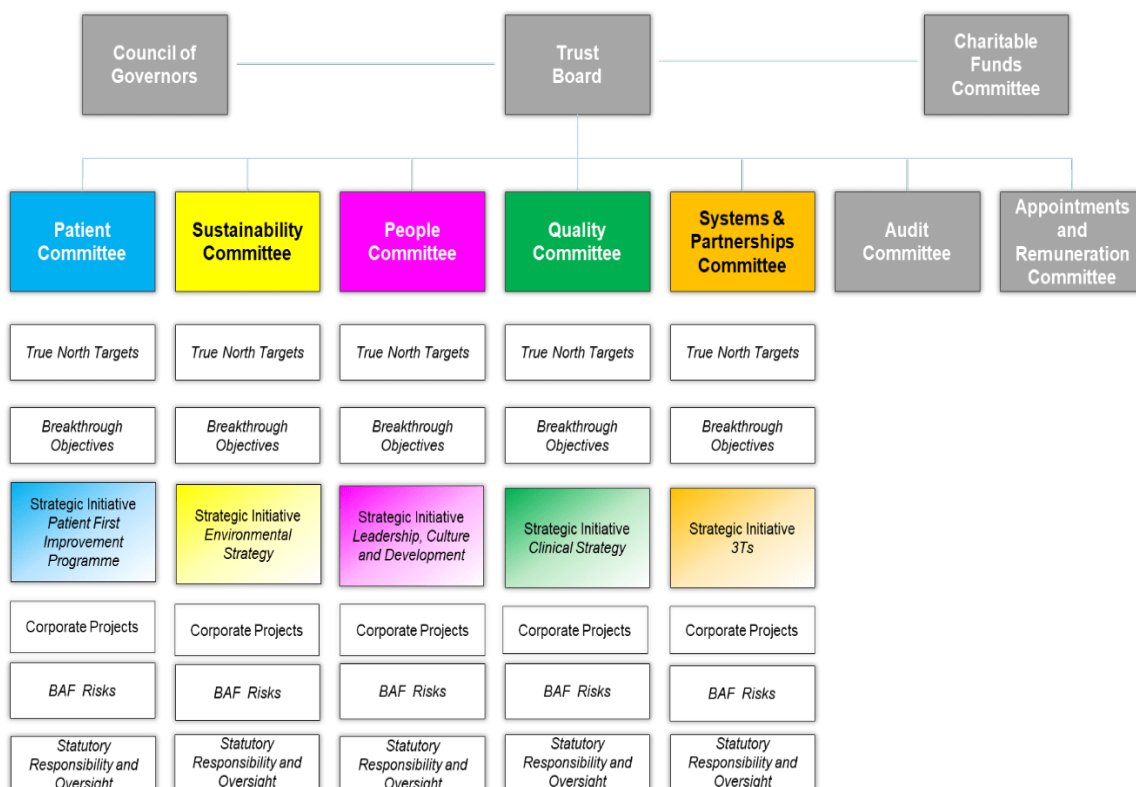 Council of
Governors
Trust
Board
Charitable
Funds
Committee
Patient
Committee
Sustainability
Committee
People
Committee
Quality
Committee
Systems &
Partnerships
Committee
Audit
Committee
Appointments
and
Remuneration
Committee
True North Targets
True North Targets
True North Targets
True North Targets
True North Targets
Breakthrough
Objectives
Breakthrough
Objectives
Breakthrough
Objectives
Breakthrough
Objectives
Breakthrough
Objectives
Strategic Initiative
Patient First
Improvement
Programme
Strategic Initiative
Environmental
Strategy
Strategic Initiative
Leadership, Culture
and Development
Strategic Initiative
Clinical Strategy
Strategic Initiative
3Ts
Corporate Projects
Corporate Projects
Corporate Projects
Corporate Projects
Corporate Projects
BAF Risks
BAF Risks
BAF Risks
BAF Risks
BAF Risks
Statutory
Responsibility and
Oversight
Statutory
Responsibility and
Oversight
Statutory
Responsibility and
Oversight
Statutory
Responsibility and
Oversight
Statutory
Responsibility and
Oversight